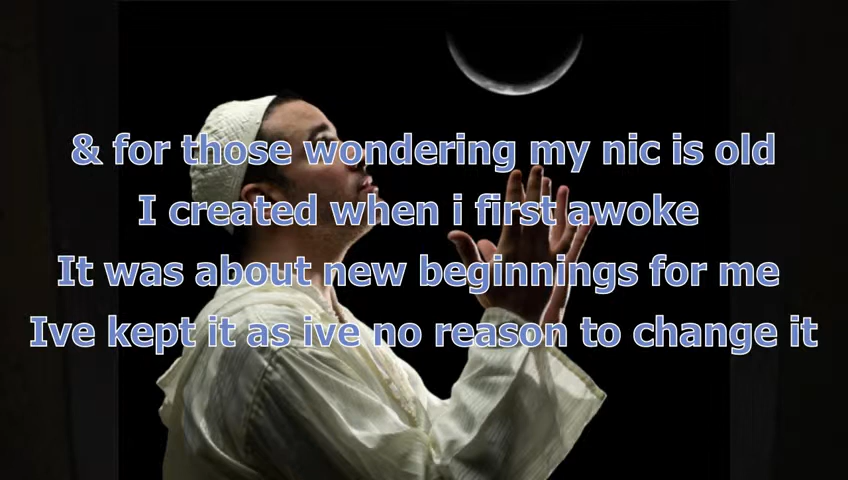 & for those wondering my nic is old
I created when i first awoke
It was about new beginnings for me
Ive kept it as ive no reason to change it